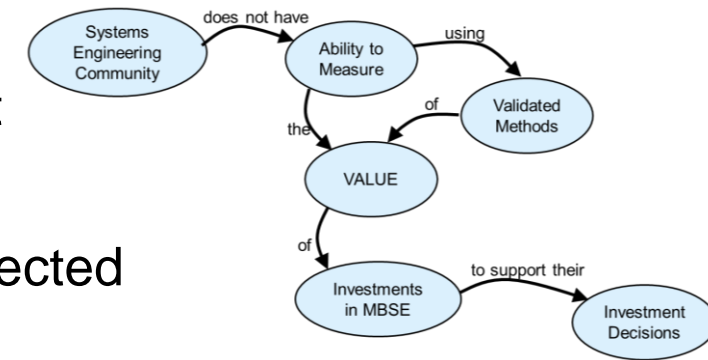 does not have
Systems
Engineering
Community
Ability to
Measure
using
of
Validated
Methods
the
VALUE
of
ected
to support their
Investments
in MBSE
Investment
Decisions